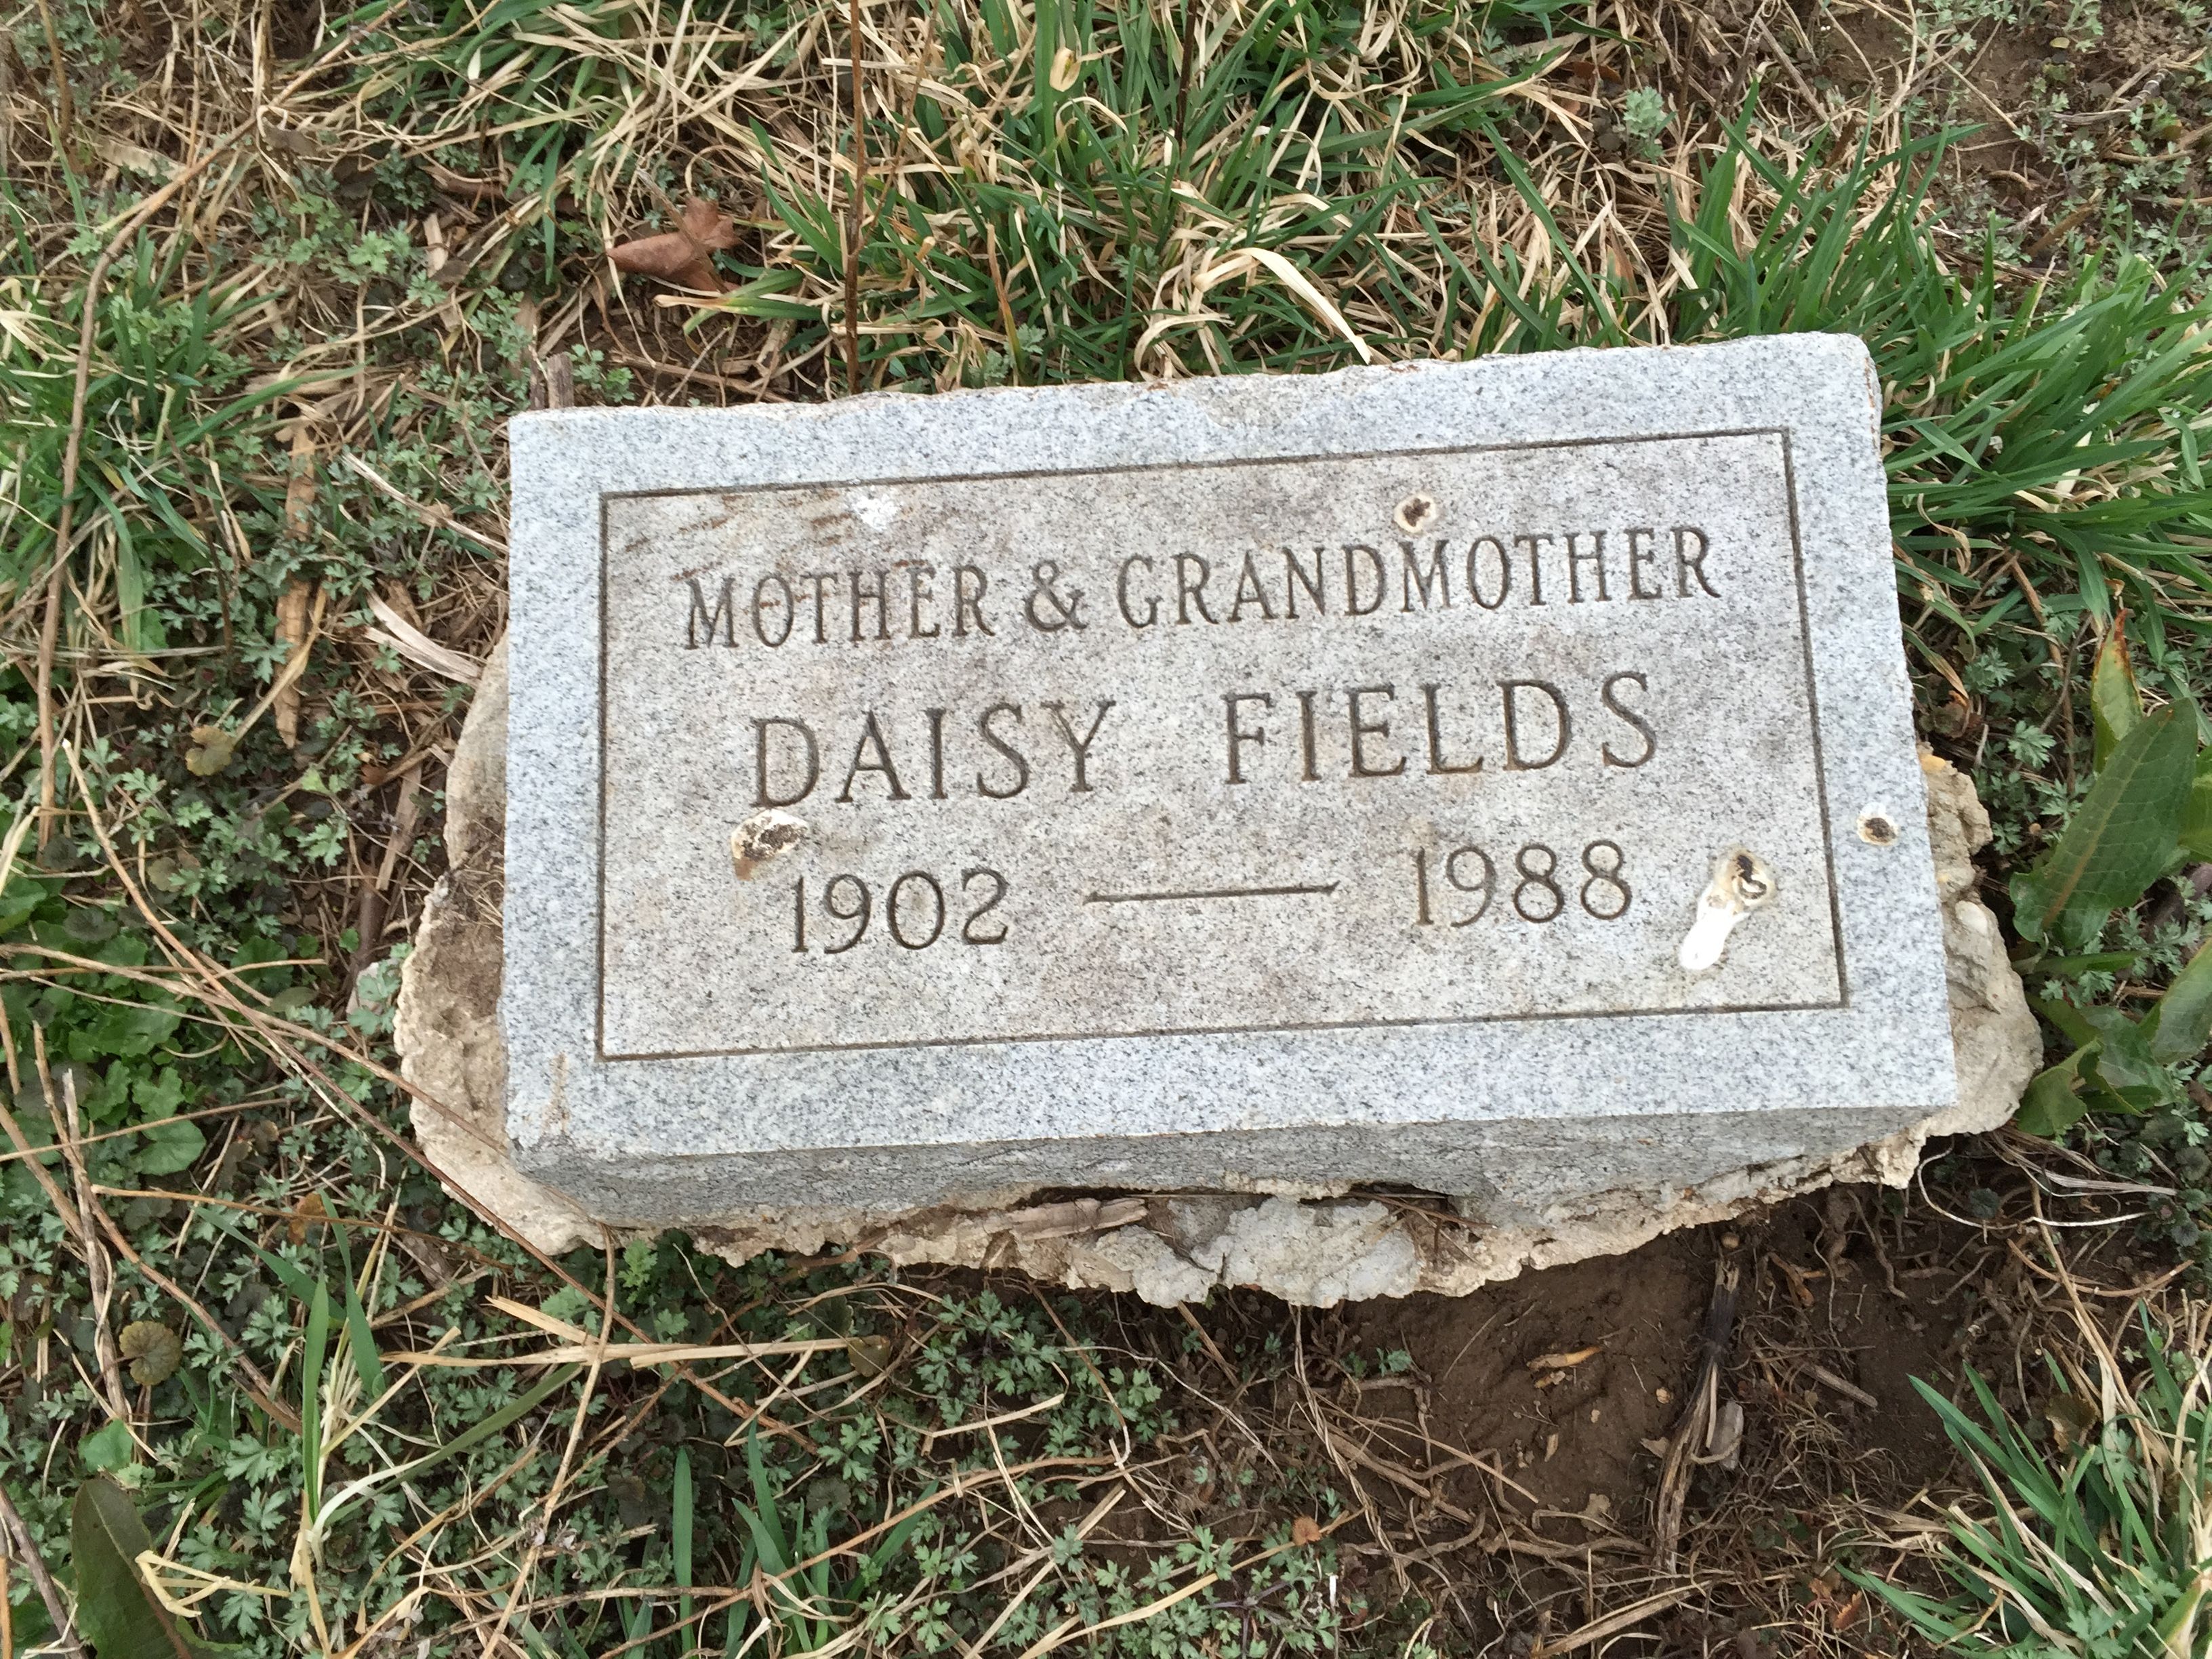 MOTHER & GRANDMOTHER
DAISY FIELDS
1902 — 1988